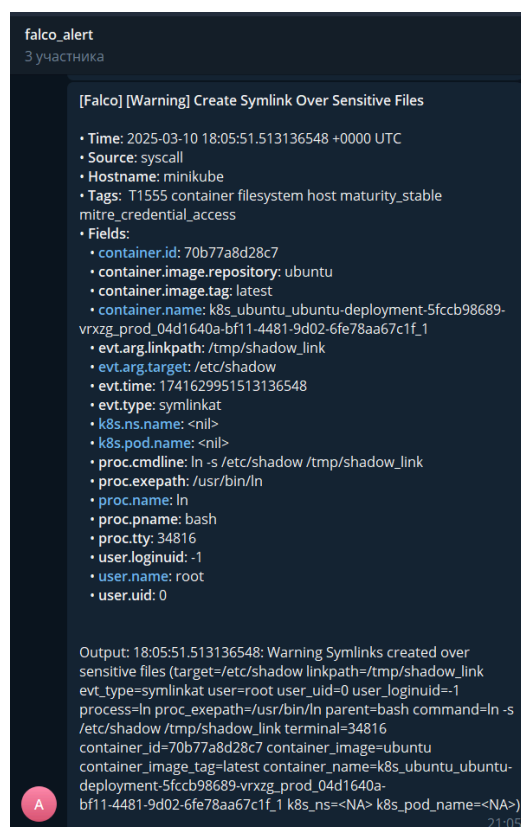 falco_alert
3 участника
[Falco] [Warning] Create Symlink Over Sensitive Files
• Time: 2025-03-10 18:05:51.513136548 +0000 UTC
• Source: syscall
• Hostname: minikube
• Tags:  T1555 container filesystem host maturity_stable
mitre_credential_access
• Fields:
• container.id: 70b77a8d28c7
• container.image.repository: ubuntu
• container.image.tag: latest
• container.name: k8s_ubuntu_ubuntu-deployment-5fccb98689-
vrxzg_prod_04d1640a-bf11-4481-9d02-6fe78aa67c1f_1
• evt.arg.linkpath: /tmp/shadow_link
• evt.arg.target: /etc/shadow
• evt.time: 1741629951513136548
• evt.type: symlinkat
• k8s.ns.name: <nil>
• k8s.pod.name: <nil>
• proc.cmdline: ln -s /etc/shadow /tmp/shadow_link
• proc.exepath: /usr/bin/ln
• proc.name: ln
• proc.pname: bash
• proc.tty: 34816
• user.loginuid: -1
• user.name: root
• user.uid: 0
Output: 18:05:51.513136548: Warning Symlinks created over
sensitive files (target=/etc/shadow linkpath=/tmp/shadow_link
evt_type=symlinkat user=root user_uid=0 user_loginuid=-1
process=ln proc_exepath=/usr/bin/ln parent=bash command=ln -s
/etc/shadow /tmp/shadow_link terminal=34816
container_id=70b77a8d28c7 container_image=ubuntu
container_image_tag=latest container_name=k8s_ubuntu_ubuntu-
deployment-5fccb98689-vrxzg_prod_04d1640a-
bf11-4481-9d02-6fe78aa67c1f_1 k8s_ns=<NA> k8s_pod_name=<NA>)
A
21:05